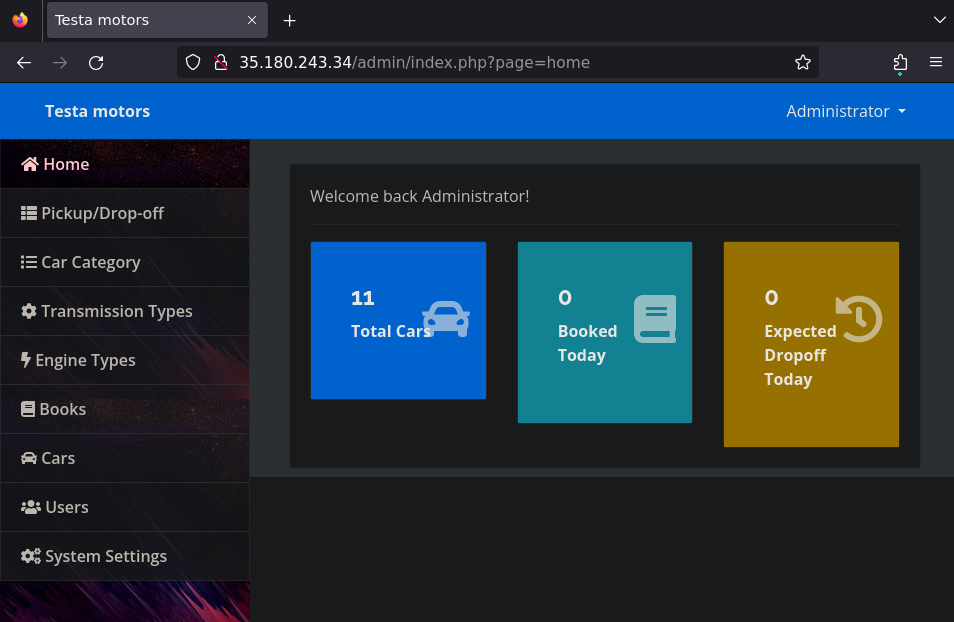 Testa motors
35.180.243.34/admin/index.php?page=home
Testa motors
Administrator
Home
Pickup/Drop-off
Car Category
Transmission Types
Engine Types
Books
Cars
Users
System Settings
Welcome back Administrator!
11
Total Cars
0
Booked
Today
0
Expected
Dropoff
Today